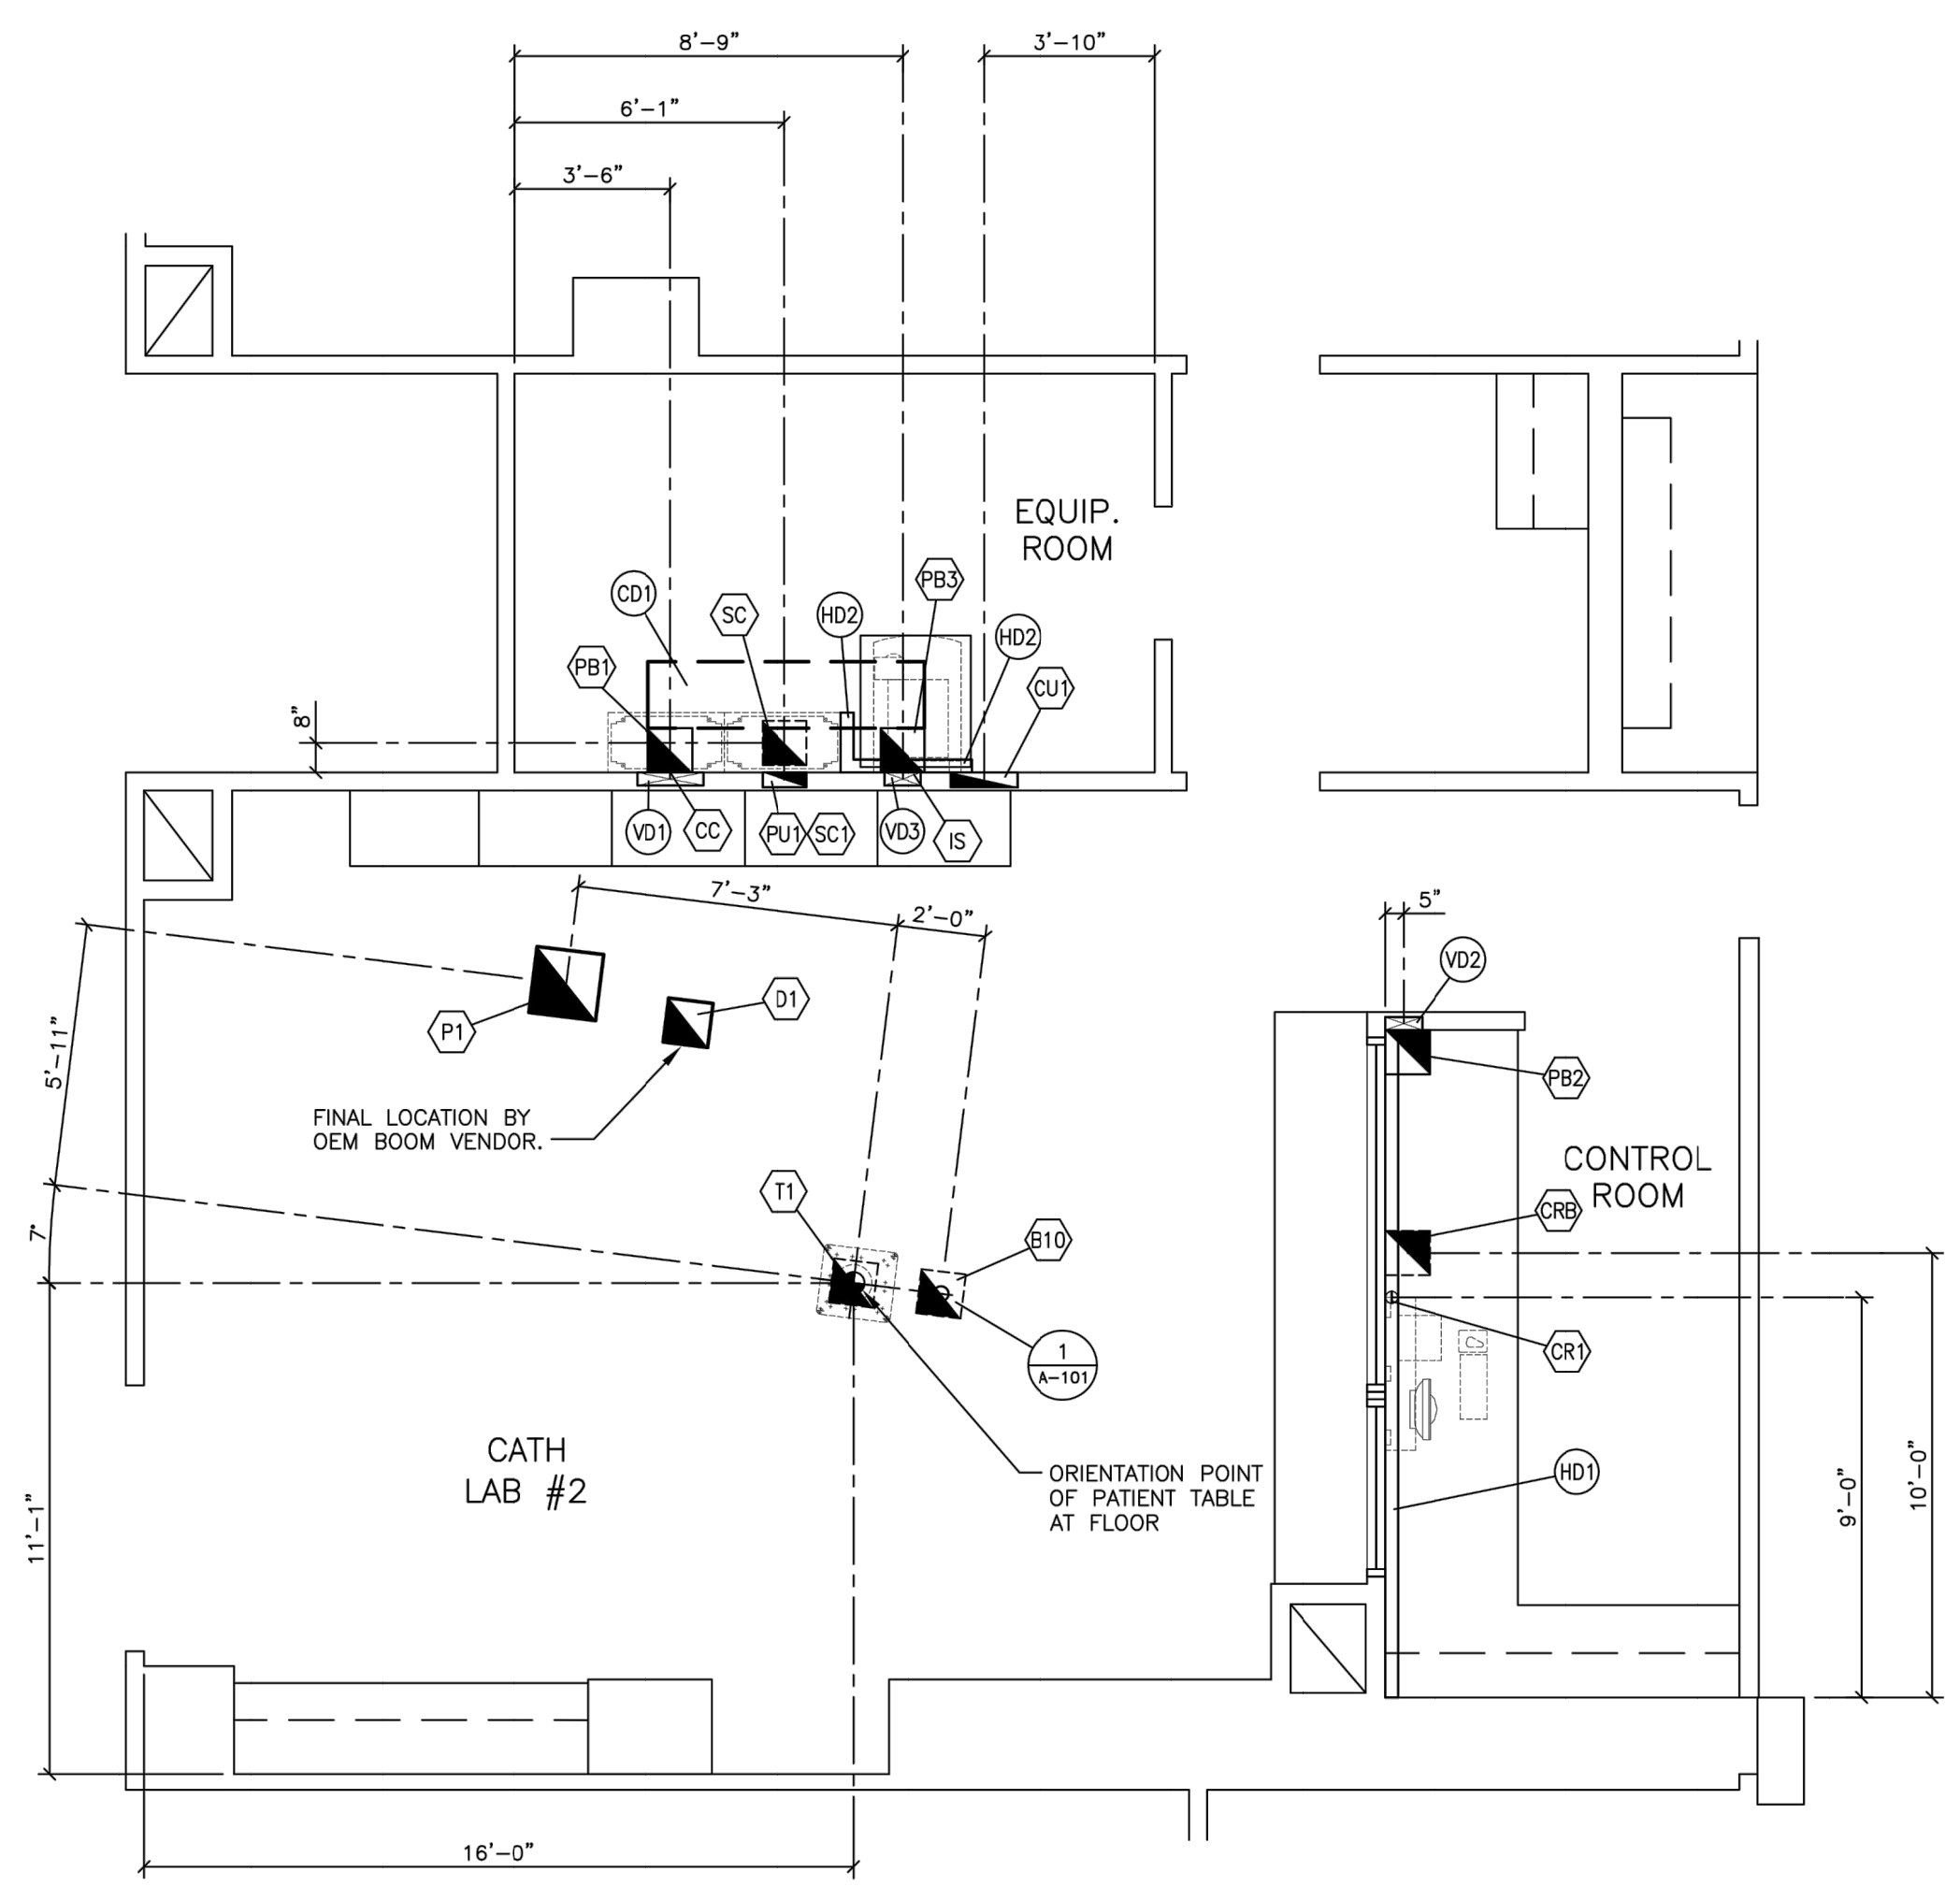 8'-9"
3'-10"
6'-1"
3'-6"
EQUIP.
ROOM
CD1
SC
HD2
PB3
HD2
PB1
CU1
8"
VD1
CC
PU1
SC1
VD3
IS
7'-3"
2'-0"
5"
VD2
D1
P1
5'-11"
PB2
FINAL LOCATION BY
OEM BOOM VENDOR.
CONTROL
ROOM
T1
CRB
B10
7°
1
A-101
CR1
CATH
LAB #2
ORIENTATION POINT
OF PATIENT TABLE
AT FLOOR
HD1
9'-0"
10'-0"
11'-1"
16'-0"